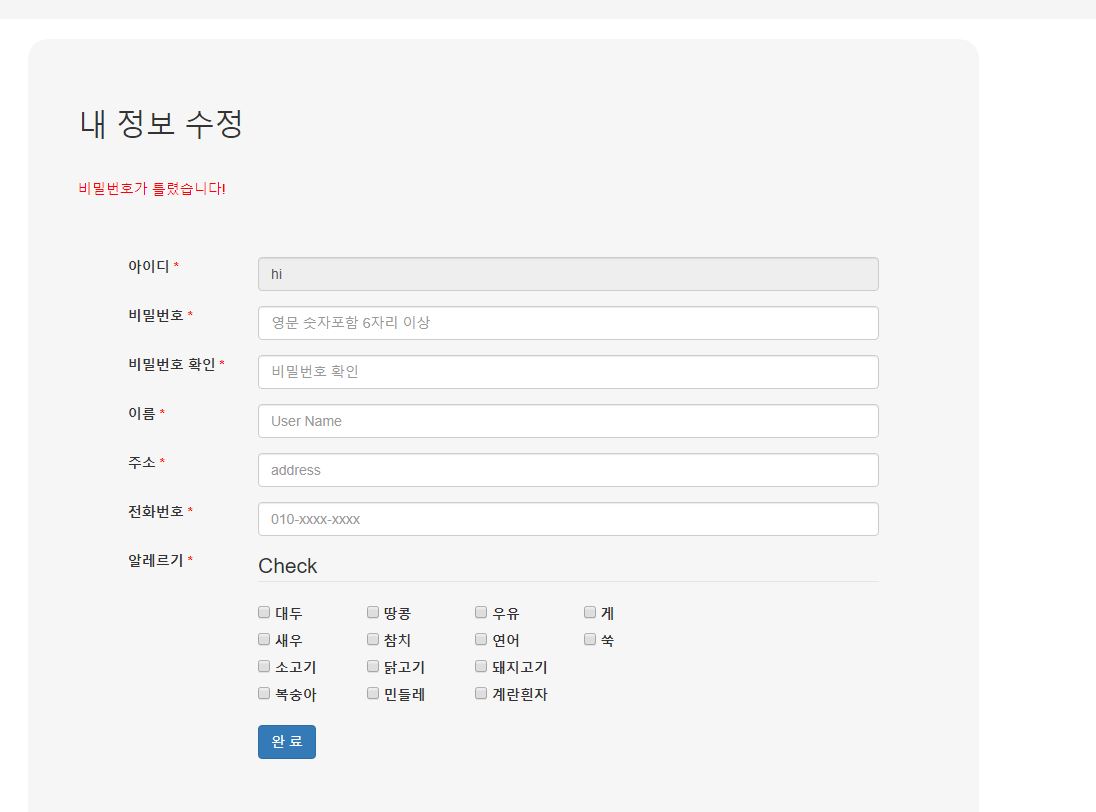 내 정보 수정
비밀번호가 틀렸습니다!
아이디 * hi
비밀번호 * 영문 숫자포함 6자리 이상
비밀번호 확인 * 비밀번호 확인
이름 * User Name
주소 * address
전화번호 * 010-xxxx-xxxx
알레르기 * Check
대두 땅콩 우유 게
새우 참치 연어 쑥
소고기 닭고기 돼지고기
복숭아 민들레 계란흰자
완 료